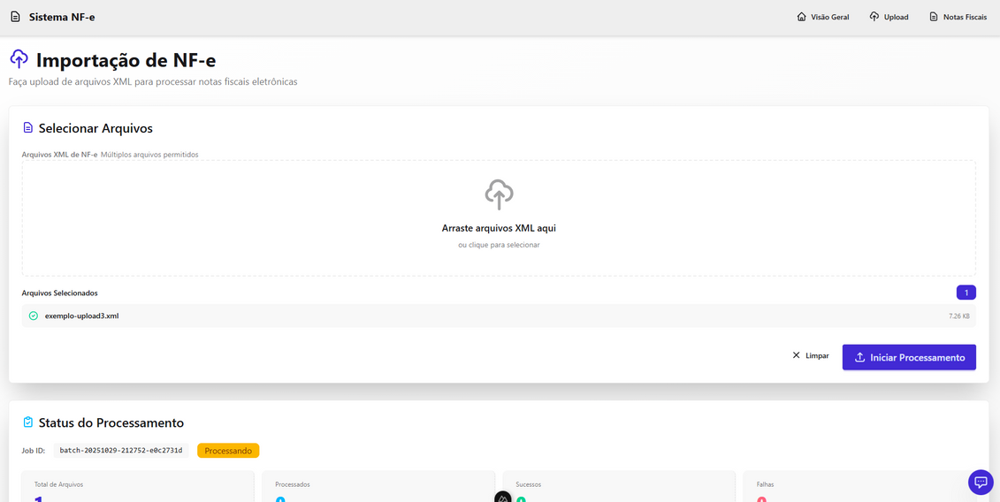 Sistema NF-e
Visão Geral Upload Notas Fiscais
Importação de NF-e
Faça upload de arquivos XML para processar notas fiscais eletrônicas
Selecionar Arquivos
Arquivos XML de NF-e Múltiplos arquivos permitidos
Arraste arquivos XML aqui
ou clique para selecionar
Arquivos Selecionados 1
exemplo-upload3.xml 7.26 KB
Limpar Iniciar Processamento
Status do Processamento
Job ID: batch-20251029-212752-e0c2731d Processando
Total de Arquivos Processados Sucessos Falhas